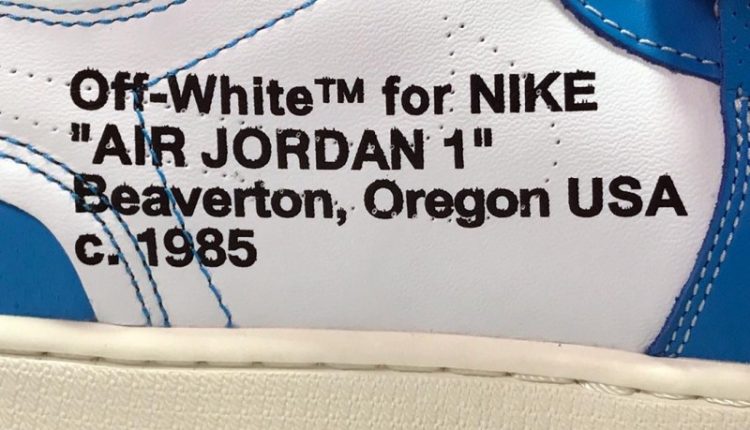 Off-White™ for NIKE
"AIR JORDAN 1"
Beaverton, Oregon USA
c. 1985